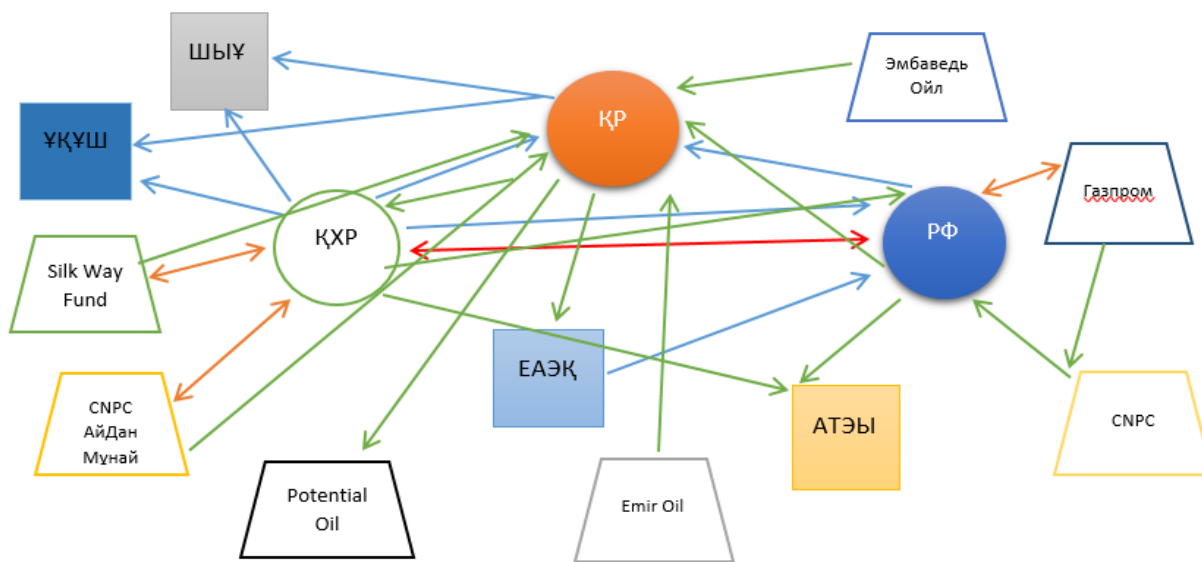 ШЫҰ
ҚР
Эмбаведь
Ойл
ҰҚҰШ
Газпром
ҚХР
РФ
Silk Way
Fund
ЕАЭҚ
АТЭЫ
CNPC
АйДан
Мұнай
CNPC
Potential
Oil
Emir Oil